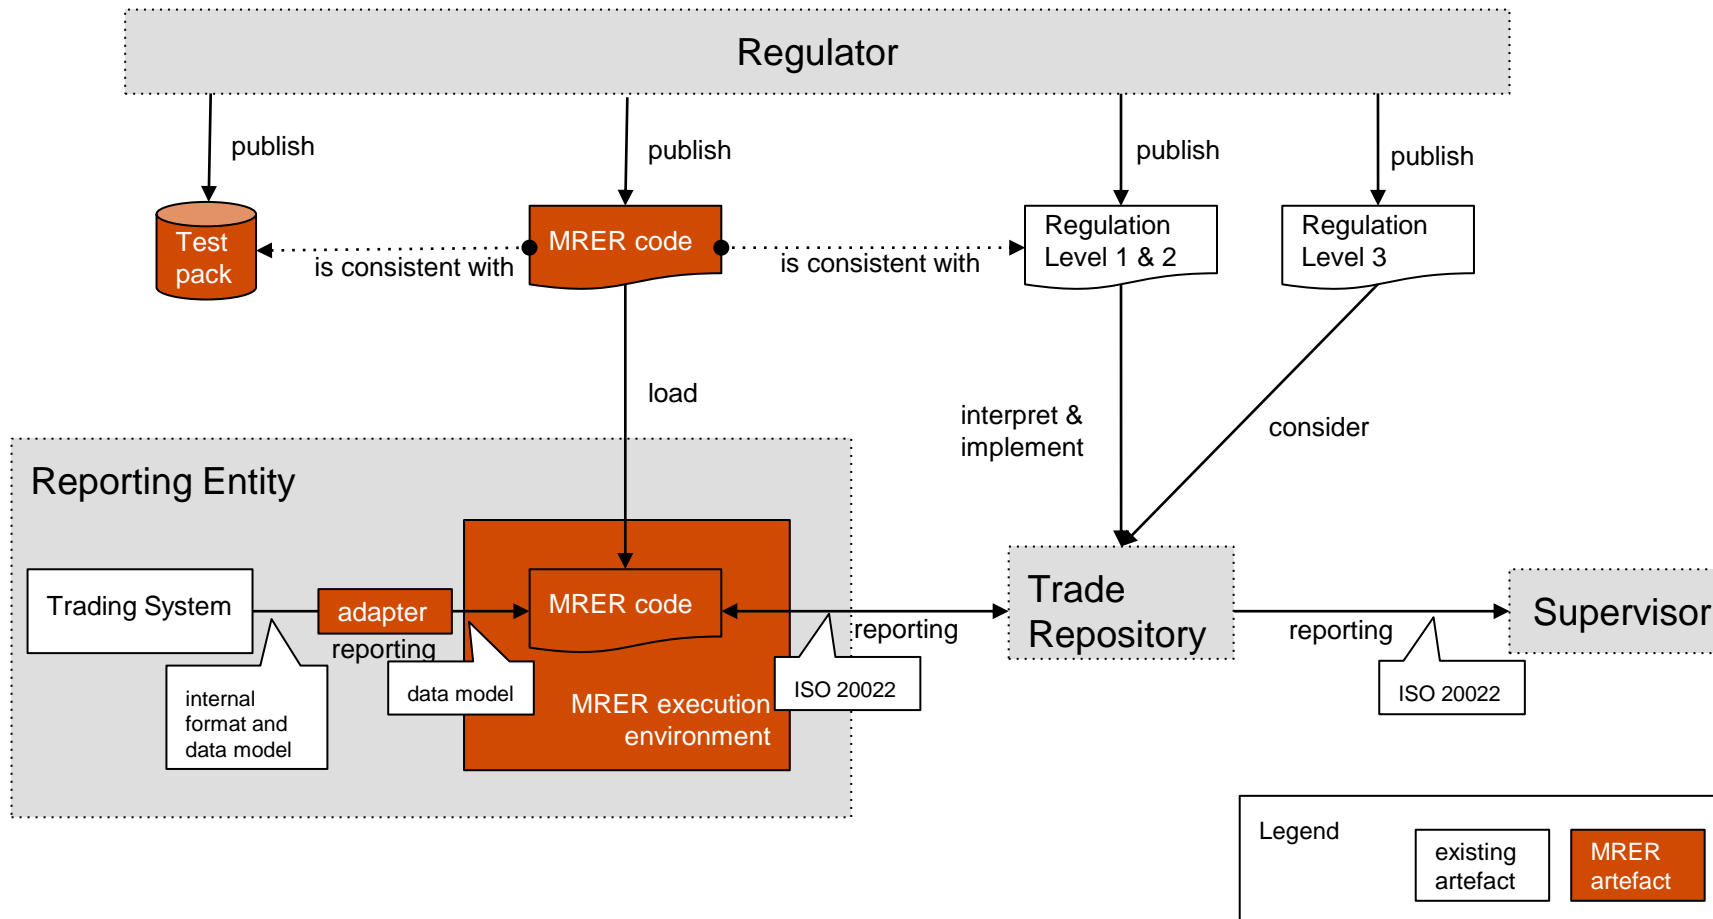 Regulator
publish
publish
publish
publish
Test
pack
is consistent with
MRER code
is consistent with
Regulation
Level 1 & 2
Regulation
Level 3
load
interpret &
implement
consider
Reporting Entity
Trading System
adapter
reporting
MRER code
reporting
Trade
Repository
reporting
Supervisor
internal
format and
data model
data model
MRER execution
environment
ISO 20022
ISO 20022
Legend
existing
artefact
MRER
artefact